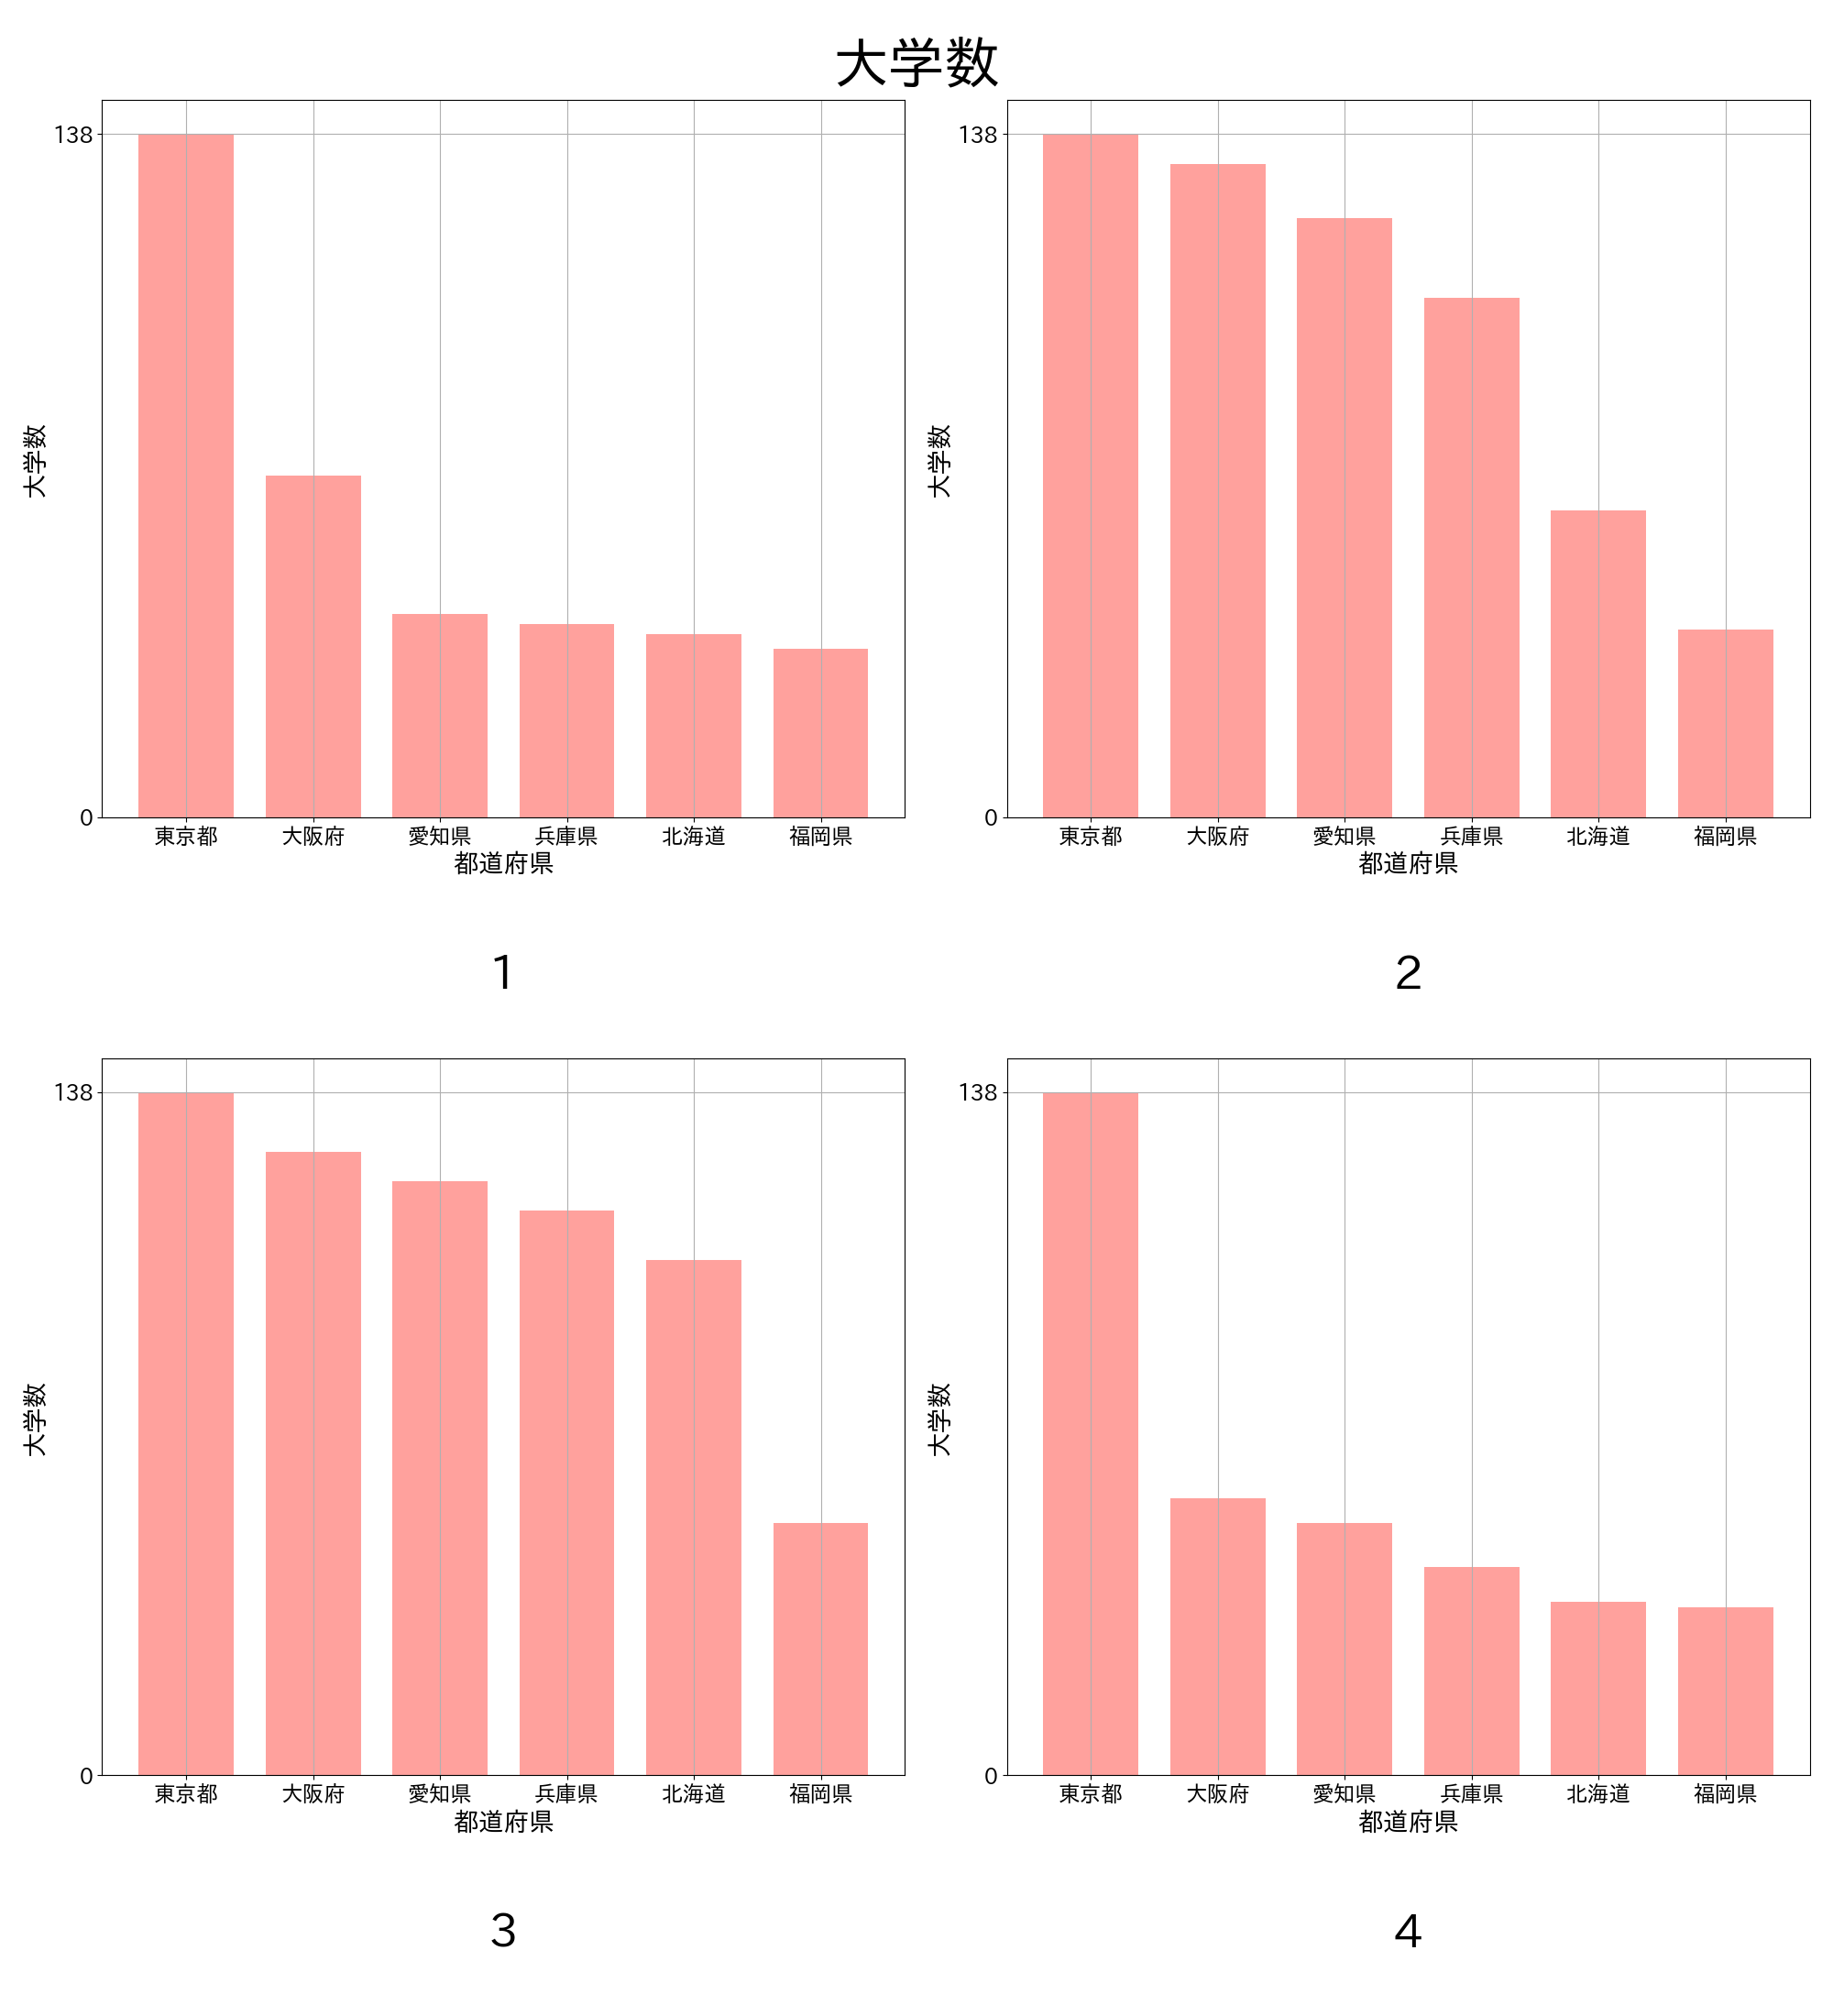 大学数
138
0
大学数
東京都 大阪府 愛知県 兵庫県 北海道 福岡県
都道府県
1
138
0
大学数
東京都 大阪府 愛知県 兵庫県 北海道 福岡県
都道府県
2
138
0
大学数
東京都 大阪府 愛知県 兵庫県 北海道 福岡県
都道府県
3
138
0
大学数
東京都 大阪府 愛知県 兵庫県 北海道 福岡県
都道府県
4